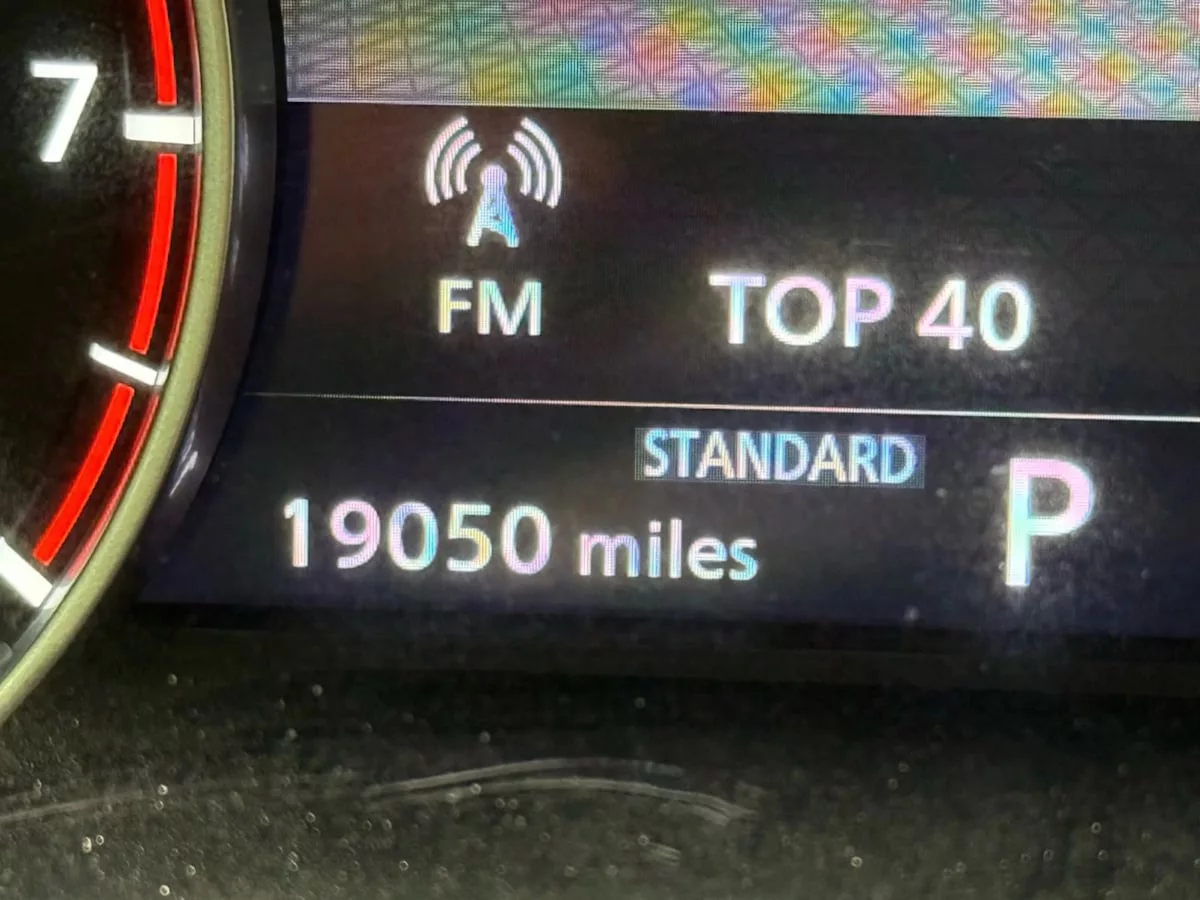 7
FM
TOP 40
STANDARD
19050 miles
P